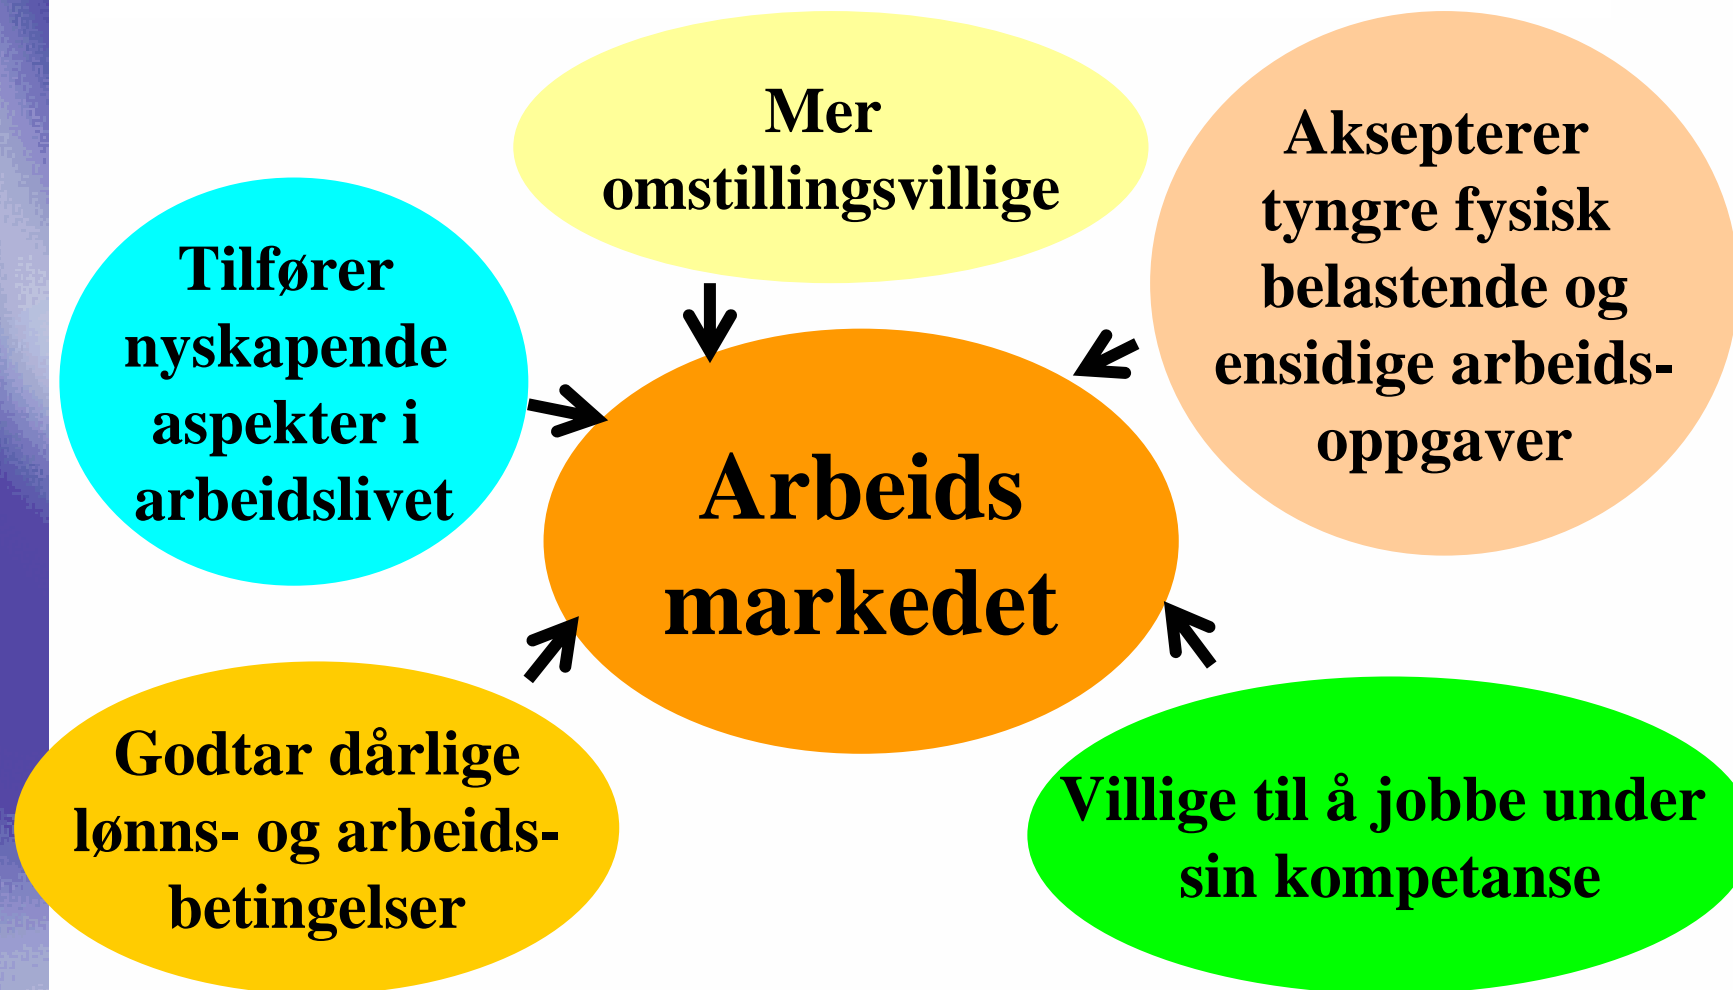 Mer
omstillingsvillige
Aksepterer
tyngre fysisk
belastende og
ensidige arbeids-
oppgaver
Tilfører
nyskapende
aspekter i
arbeidslivet
Arbeids
markedet
Godtar dårlige
lønns- og arbeids-
betingelser
Villige til å jobbe under
sin kompetanse